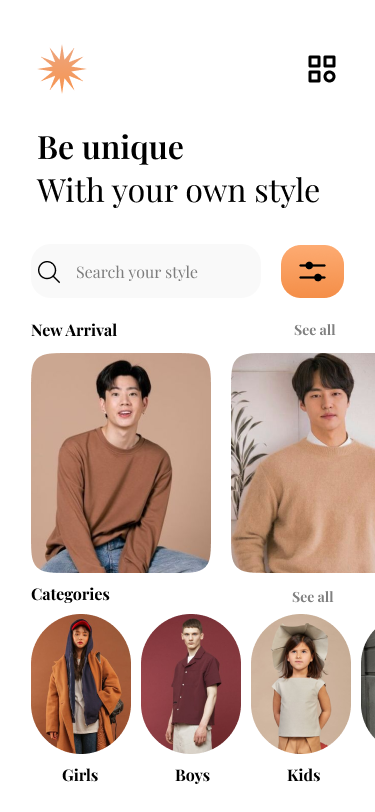 Be unique
With your own style
Search your style
New Arrival
See all
Categories
See all
Girls
Boys
Kids